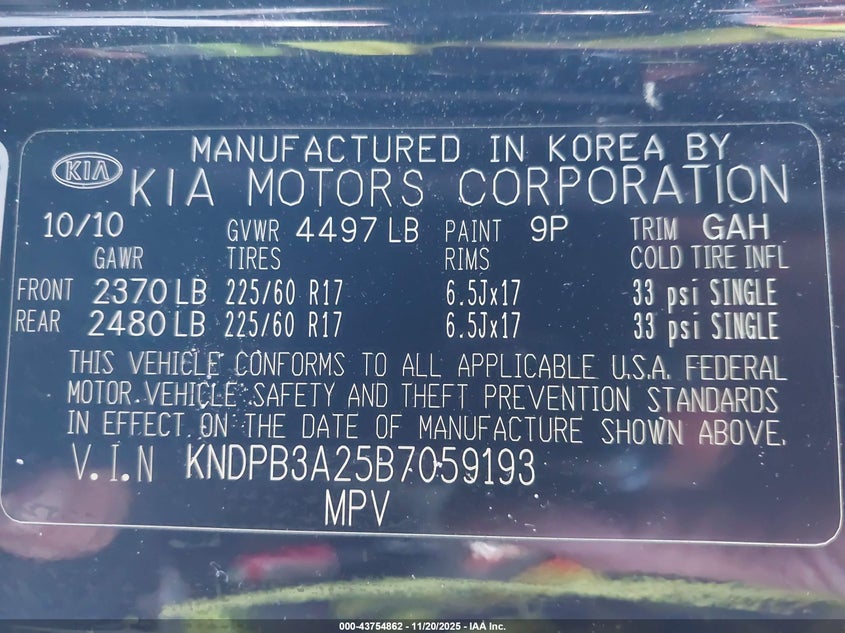 MANUFACTURED IN KOREA BY
KIA KIA MOTORS CORPORATION
10/10 GVWR 4497 LB PAINT 9P TRIM GAH
GAWR TIRES RIMS COLD TIRE INFL
FRONT 2370 LB 225/60 R17 6.5Jx17 33 psi SINGLE
REAR 2480 LB 225/60 R17 6.5Jx17 33 psi SINGLE
THIS VEHICLE CONFORMS TO ALL APPLICABLE U.S.A. FEDERAL
MOTOR VEHICLE SAFETY AND THEFT PREVENTION STANDARDS
IN EFFECT ON THE DATE OF MANUFACTURE SHOWN ABOVE.
V.I.N KNDPB3A25B7059193
MPV
000-43754862 - 11/20/2025 - IAA Inc.